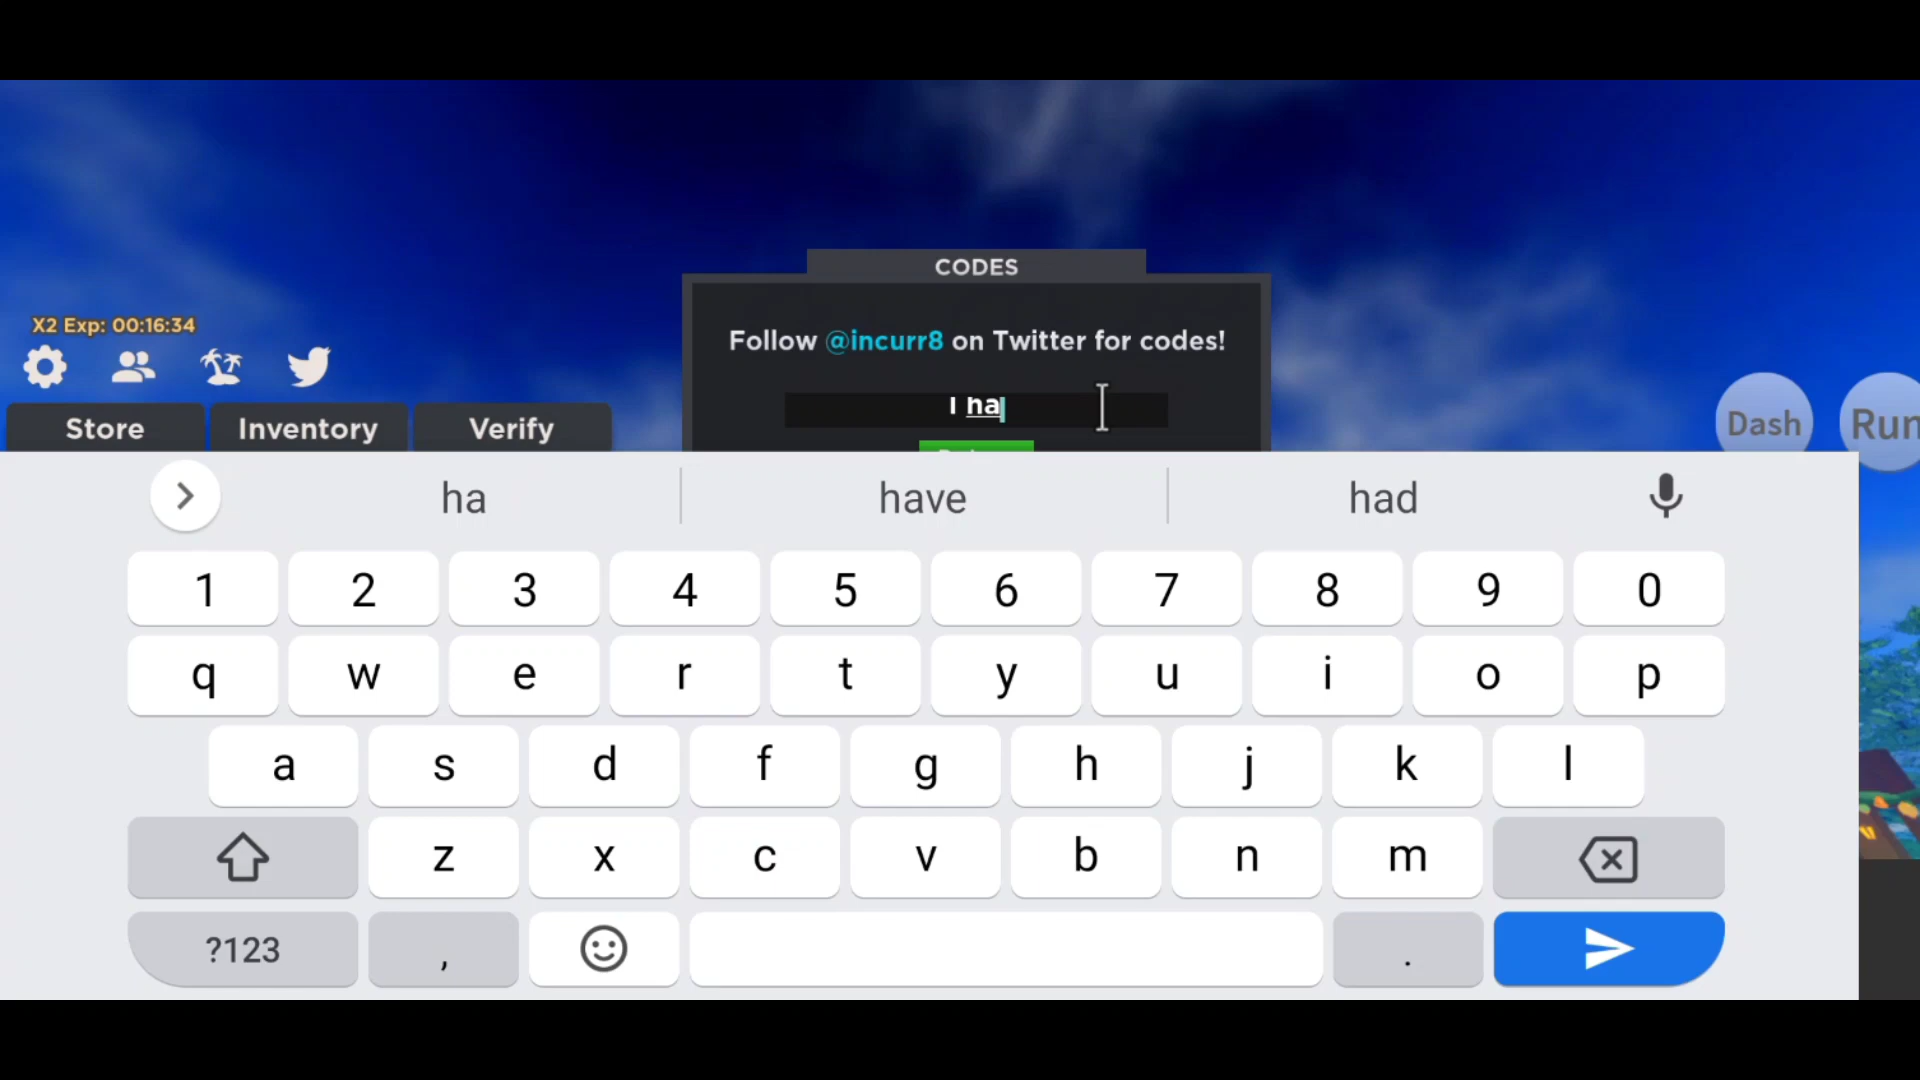 CODES
Follow @incurr8 on Twitter for codes!
I ha
X2 Exp: 00:16:34
Store Inventory Verify
Dash Run
ha have had
1 2 3 4 5 6 7 8 9 0
q w e r t y u i o p
a s d f g h j k l
z x c v b n m
?123 , .